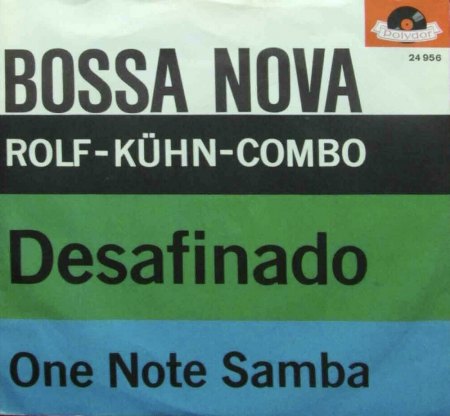 Polydor
24 956
BOSSA NOVA
ROLF-KÜHN-COMBO
Desafinado
One Note Samba